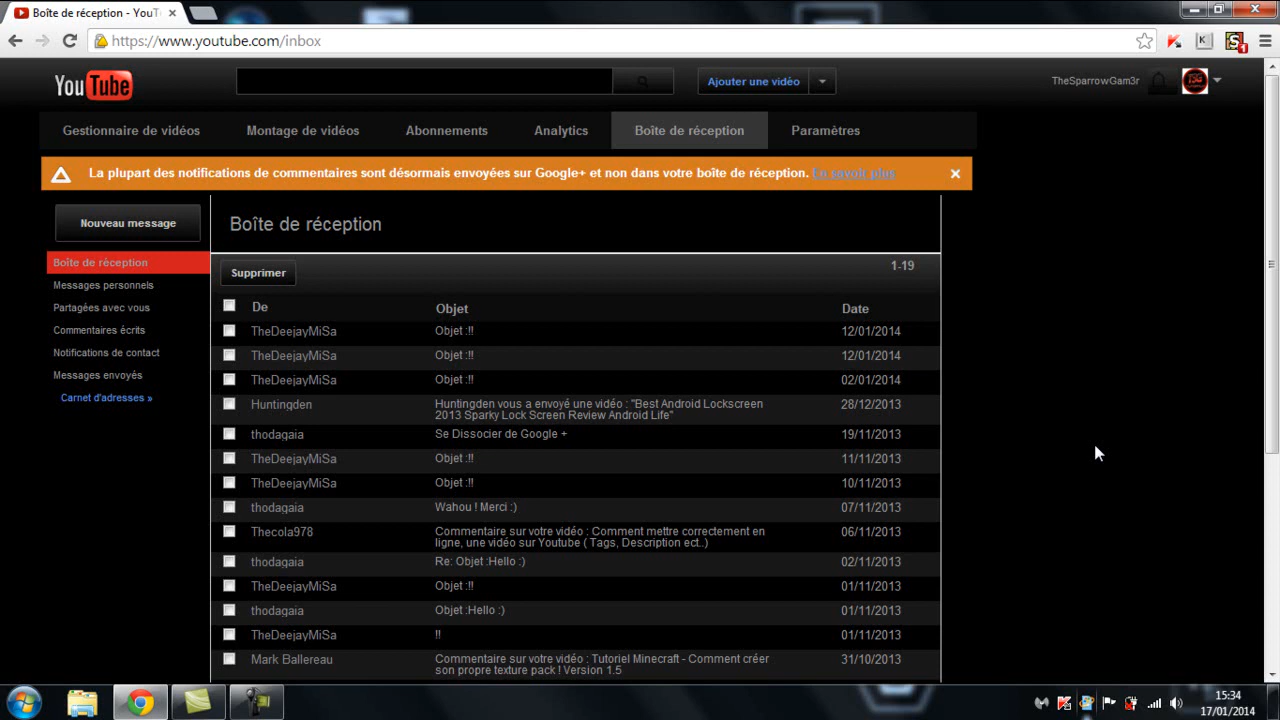 Boîte de réception - YouT
https://www.youtube.com/inbox
YouTube
Ajouter une vidéo
TheSparrowGam3r
TSG
Gestionnaire de vidéos
Montage de vidéos
Abonnements
Analytics
Boîte de réception
Paramètres
La plupart des notifications de commentaires sont désormais envoyées sur Google+ et non dans votre boîte de réception. En savoir plus
Nouveau message
Boîte de réception
Messages personnels
Partagées avec vous
Commentaires écrits
Notifications de contact
Messages envoyés
Carnet d'adresses »
Boîte de réception
Supprimer
1-19
De Objet Date
TheDeejayMiSa Objet :!! 12/01/2014
TheDeejayMiSa Objet :!! 12/01/2014
TheDeejayMiSa Objet :!! 02/01/2014
Huntingden Huntingden vous a envoyé une vidéo : "Best Android Lockscreen 28/12/2013
2013 Sparky Lock Screen Review Android Life"
thodagaia Se Dissocier de Google + 19/11/2013
TheDeejayMiSa Objet :!! 11/11/2013
TheDeejayMiSa Objet :!! 10/11/2013
thodagaia Wahou ! Merci :) 07/11/2013
Thecola978 Commentaire sur votre vidéo : Comment mettre correctement en 06/11/2013
ligne, une vidéo sur Youtube ( Tags, Description ect..)
thodagaia Re: Objet :Hello :) 02/11/2013
TheDeejayMiSa Objet :!! 01/11/2013
thodagaia Objet :Hello :) 01/11/2013
TheDeejayMiSa !! 01/11/2013
Mark Ballereau Commentaire sur votre vidéo : Tutoriel Minecraft - Comment créer 31/10/2013
son propre texture pack ! Version 1.5
15:34
17/01/2014